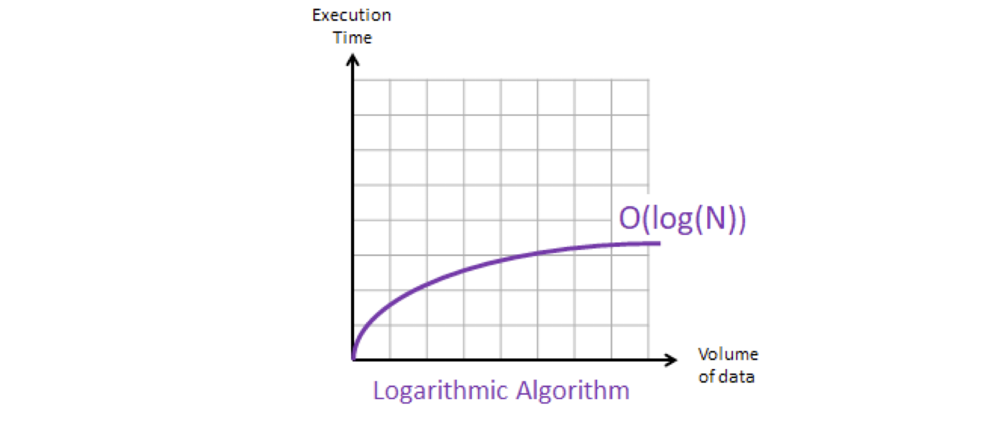 Execution
Time
O(log(N))
Volume
of data
Logarithmic Algorithm